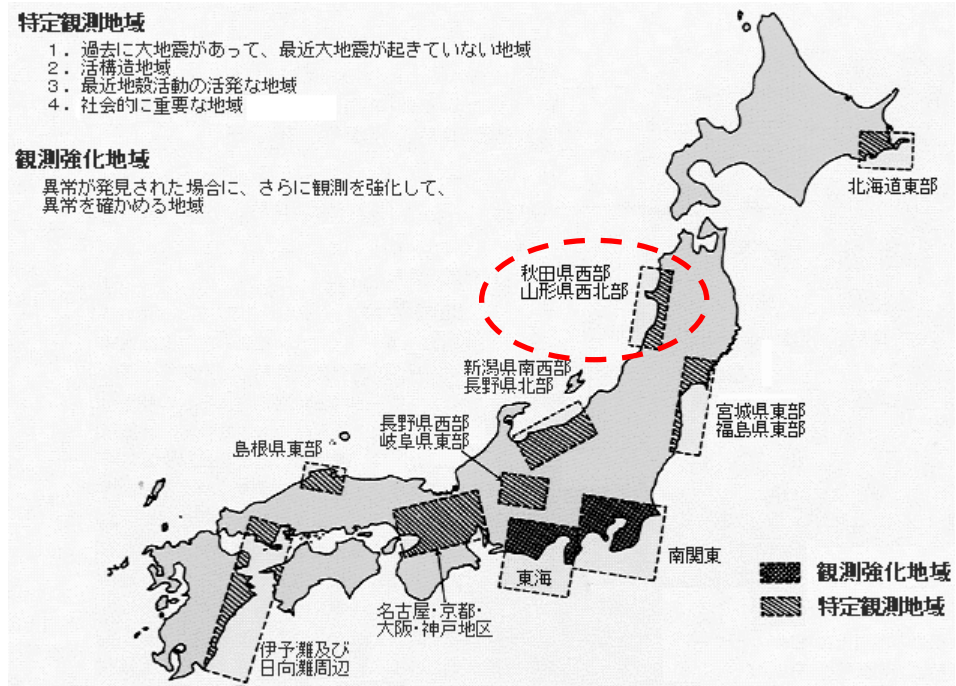 特定観測地域
1．過去に大地震があって、最近大地震が起きていない地域
2．活構造地域
3．最近地殻活動の活発な地域
4．社会的に重要な地域
観測強化地域
異常が発見された場合に、さらに観測を強化して、
異常を確かめる地域
北海道東部
秋田県西部
山形県西北部
新潟県南西部
長野県北部
宮城県東部
福島県東部
長野県西部
岐阜県東部
島根県東部
南関東
東海
名古屋・京都・
大阪・神戸地区
伊予灘及び
日向灘周辺
観測強化地域
特定観測地域